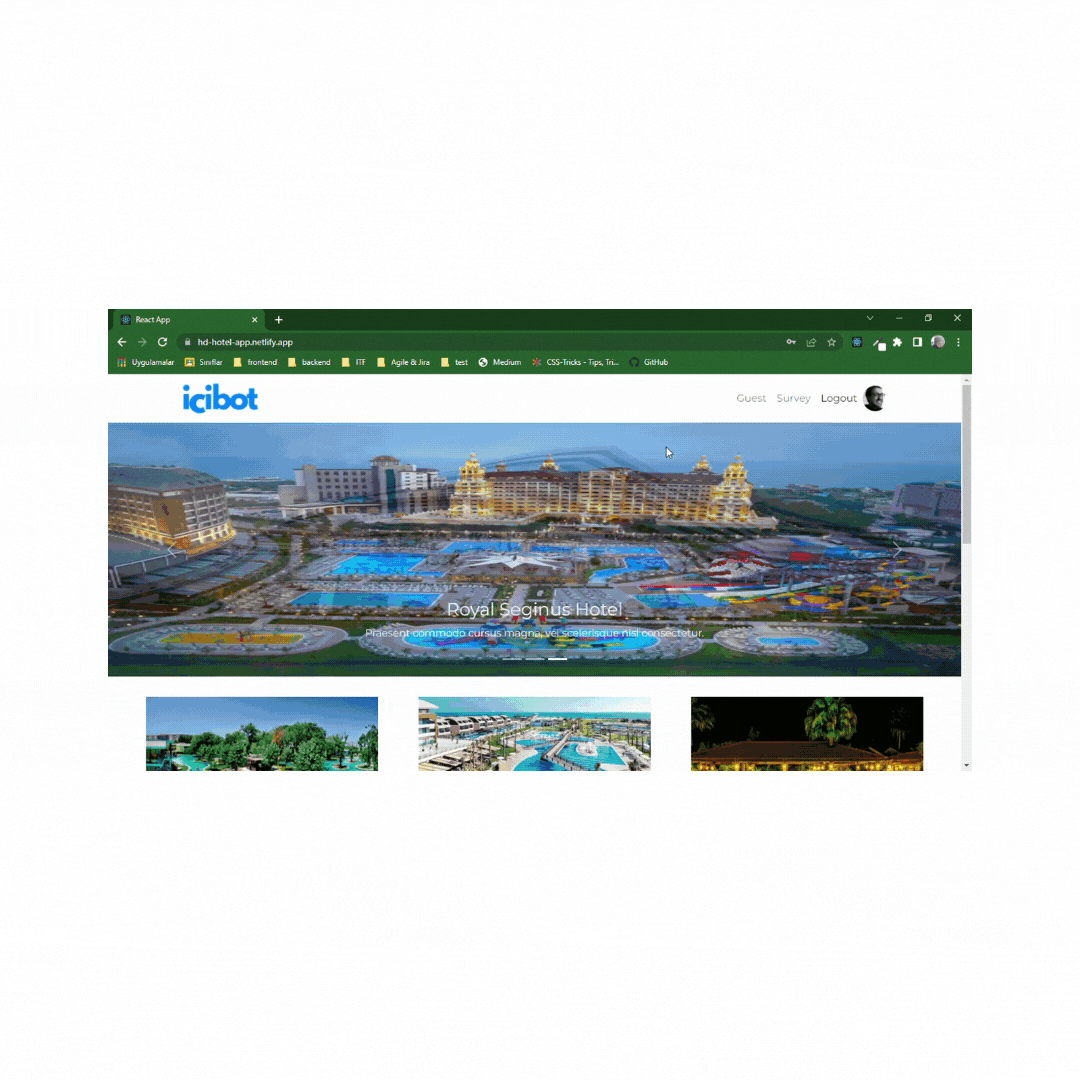 React App
hd-hotel-app.netlify.app
Uygulamalar Sınıflar frontend backend ITF Agile & Jira test Medium CSS-Tricks - Tips, Tri... GitHub
icibot Guest Survey Logout
Royal Seginus Hotel
Praesent commodo cursus magna, vel scelerisque nisl consectetur.